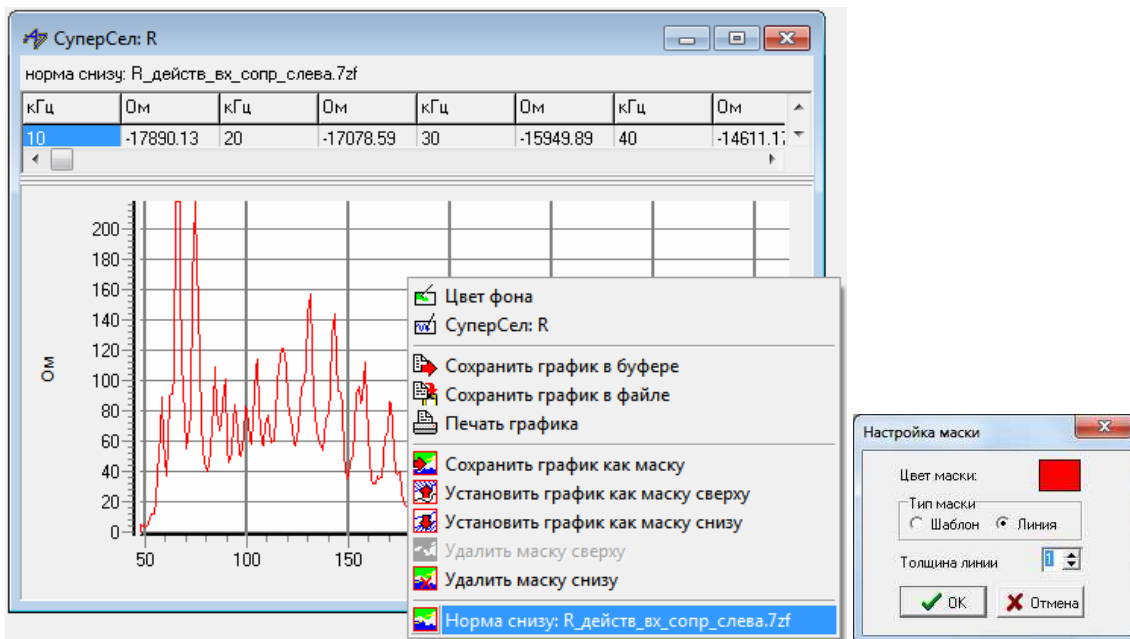 СуперСел: R
норма снизу: R_действ_вх_сопр_слева.7zf
кГц Ом кГц Ом кГц Ом кГц Ом
10 -17890.13 20 -17078.59 30 -15949.89 40 -14611.17
200
180
160
140
120
100
80
60
40
20
0
Ом
50 100 150
Цвет фона
СуперСел: R
Сохранить график в буфере
Сохранить график в файле
Печать графика
Сохранить график как маску
Установить график как маску сверху
Установить график как маску снизу
Удалить маску сверху
Удалить маску снизу
Норма снизу: R_действ_вх_сопр_слева.7zf
Настройка маски
Цвет маски:
Тип маски
Шаблон Линия
Толщина линии 1
OK Отмена